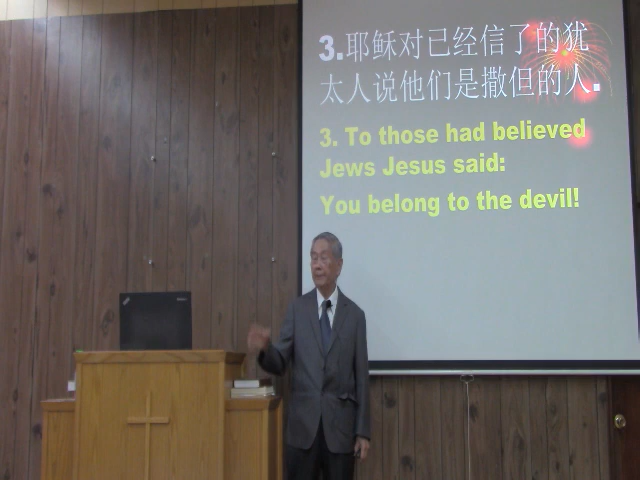 3.耶稣对已经信了的犹
太人说他们是撒但的人.
3. To those had believed
Jews Jesus said:
You belong to the devil!